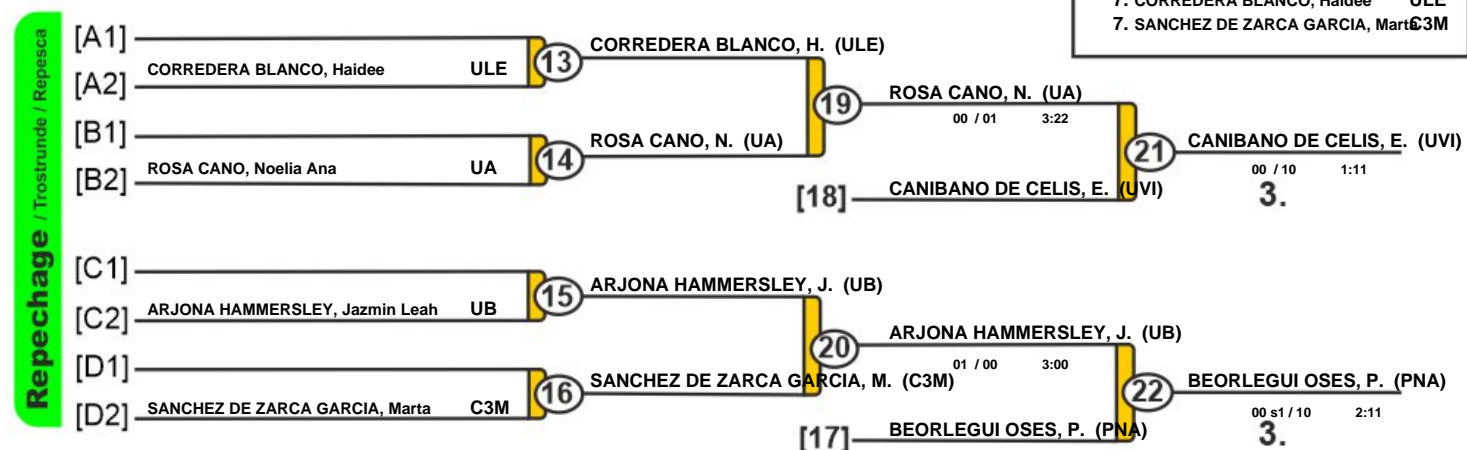 7. CORREDERA BLANCO, Haidee ULE
7. SANCHEZ DE ZARCA GARCIA, Marta C3M
Repechage / Trostrunde / Repesca
[A1]
CORREDERA BLANCO, H. (ULE)
CORREDERA BLANCO, Haidee ULE
13
[A2]
ROSA CANO, N. (UA)
19
00 / 01 3:22
[B1]
ROSA CANO, N. (UA)
CANIBANO DE CELIS, E. (UVI)
21
ROSA CANO, Noelia Ana UA
14
00 / 10 1:11
[B2]
CANIBANO DE CELIS, E. (UVI)
[18]
3.
[C1]
ARJONA HAMMERSLEY, J. (UB)
15
ARJONA HAMMERSLEY, Jazmin Leah UB
[C2]
ARJONA HAMMERSLEY, J. (UB)
20
01 / 00 3:00
[D1]
SANCHEZ DE ZARCA GARCIA, M. (C3M)
BEORLEGUI OSES, P. (PNA)
22
16
SANCHEZ DE ZARCA GARCIA, Marta C3M
00 s1 / 10 2:11
[D2]
BEORLEGUI OSES, P. (PNA)
[17]
3.